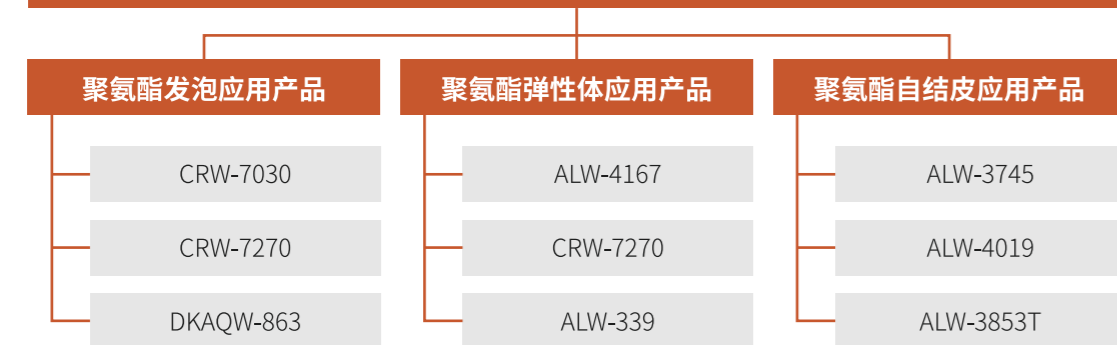 聚氨酯发泡应用产品
CRW-7030
CRW-7270
DKAQW-863
聚氨酯弹性体应用产品
ALW-4167
CRW-7270
ALW-339
聚氨酯自结皮应用产品
ALW-3745
ALW-4019
ALW-3853T